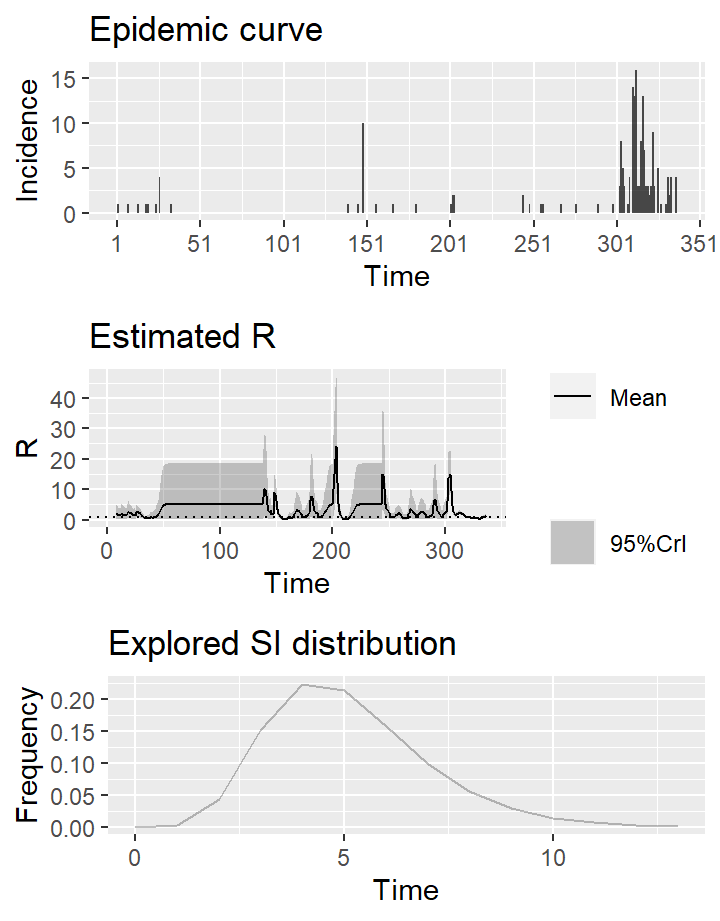 Epidemic curve
Incidence
15
10
5
0
1 51 101 151 201 251 301 351
Time
Estimated R
R
40
30
20
10
0
0 100 200 300
Time
Mean
95%CrI
Explored SI distribution
Frequency
0.20
0.15
0.10
0.05
0.00
0 5 10
Time